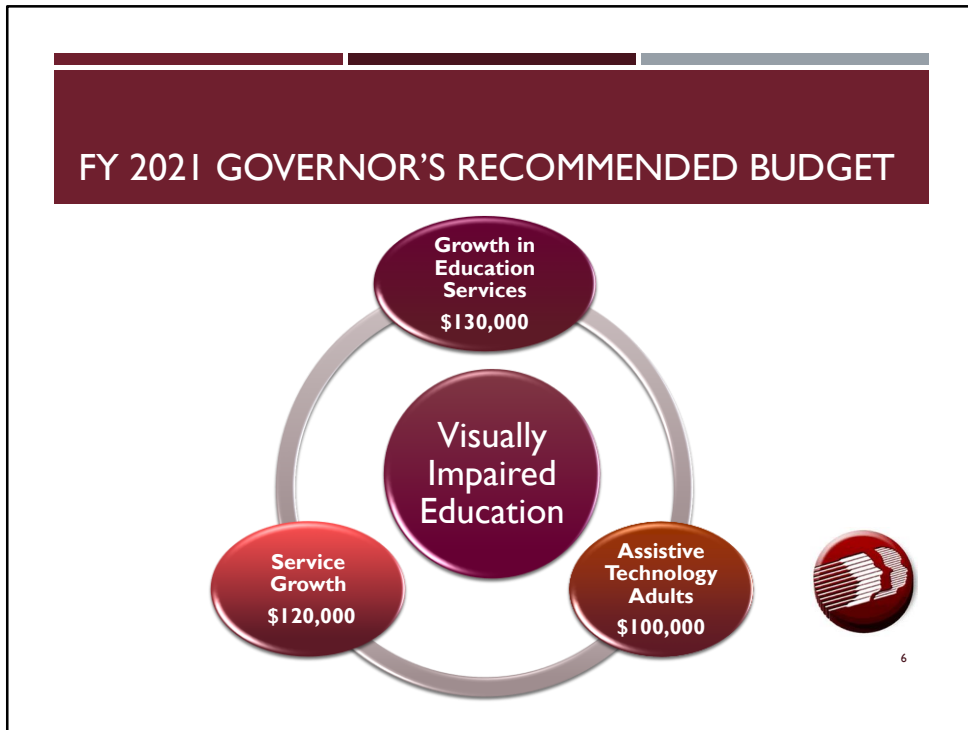 FY 2021 GOVERNOR’S RECOMMENDED BUDGET
Growth in
Education
Services
$130,000
Visually
Impaired
Education
Service
Growth
$120,000
Assistive
Technology
Adults
$100,000
6